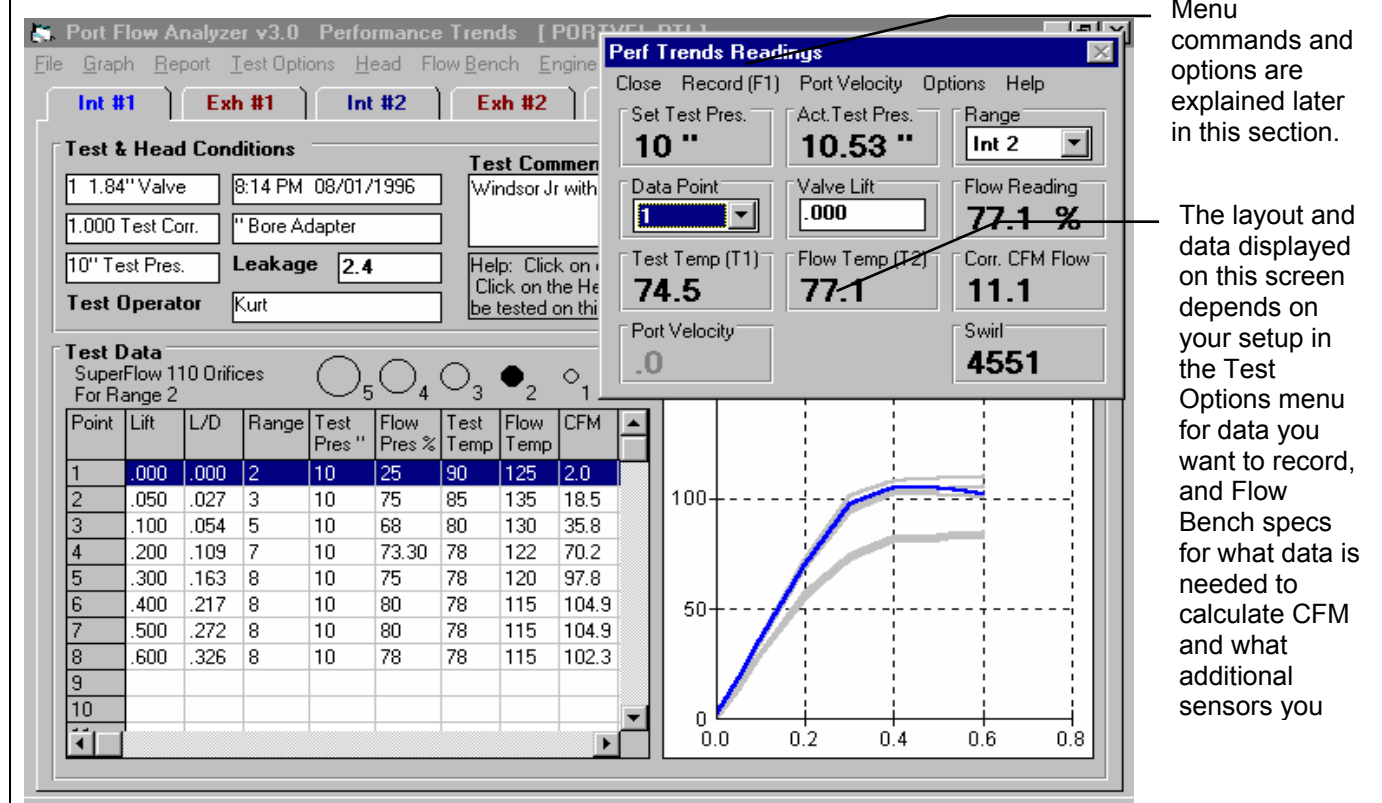 Port Flow Analyzer v3.0 Performance Trends [ PORTVEL.DTL ]
File Graph Report Test Options Head Flow Bench Engine
Int #1 Exh #1 Int #2 Exh #2
Test & Head Conditions
1 1.84" Valve 8:14 PM 08/01/1996
1.000 Test Corr. " Bore Adapter
10" Test Pres. Leakage 2.4
Test Operator Kurt
Test Commen
Windsor Jr with
Help: Click on
Click on the He
be tested on thi
Perf Trends Readings
Close Record (F1) Port Velocity Options Help
Set Test Pres. Act.Test Pres. Range
10 " 10.53 " Int 2
Data Point Valve Lift Flow Reading
1 .000 77.1 %
Test Temp (T1) Flow Temp (T2) Corr. CFM Flow
74.5 77.1 11.1
Port Velocity Swirl
.0 4551
Test Data
SuperFlow 110 Orifices
For Range 2
5 4 3 2 1
Point Lift L/D Range Test Flow Test Flow CFM
Pres " Pres % Temp Temp
1 .000 .000 2 10 25 90 125 2.0
2 .050 .027 3 10 75 85 135 18.5
3 .100 .054 5 10 68 80 130 35.8
4 .200 .109 7 10 73.30 78 122 70.2
5 .300 .163 8 10 75 78 120 97.8
6 .400 .217 8 10 80 78 115 104.9
7 .500 .272 8 10 80 78 115 104.9
8 .600 .326 8 10 78 78 115 102.3
9
10
100
50
0
0.0 0.2 0.4 0.6 0.8
Menu
commands and
options are
explained later
in this section.
The layout and
data displayed
on this screen
depends on
your setup in
the Test
Options menu
for data you
want to record,
and Flow
Bench specs
for what data is
needed to
calculate CFM
and what
additional
sensors you